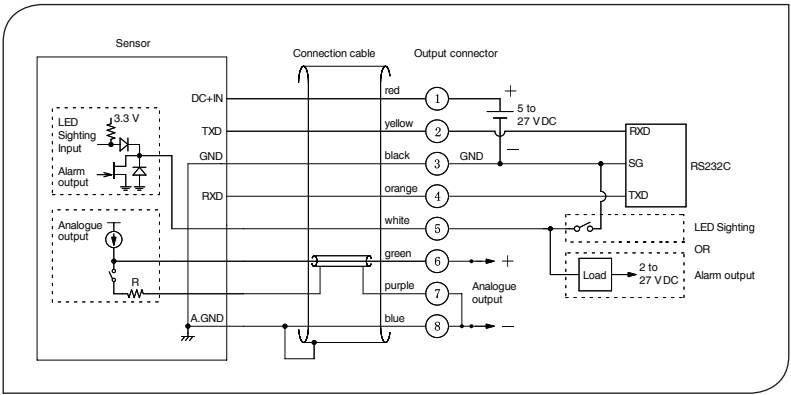 Sensor
Connection cable
Output connector
DC+IN
red
1
+
5 to
27 V DC
LED
Sighting
Input
3.3 V
TXD
yellow
2
RXD
GND
black
3
GND
—
SG
RS232C
Alarm
output
RXD
orange
4
TXD
white
5
LED Sighting
Analogue
output
OR
green
6
+
2 to
27 V DC
Load
Alarm output
R
purple
7
Analogue
output
A.GND
blue
8
—